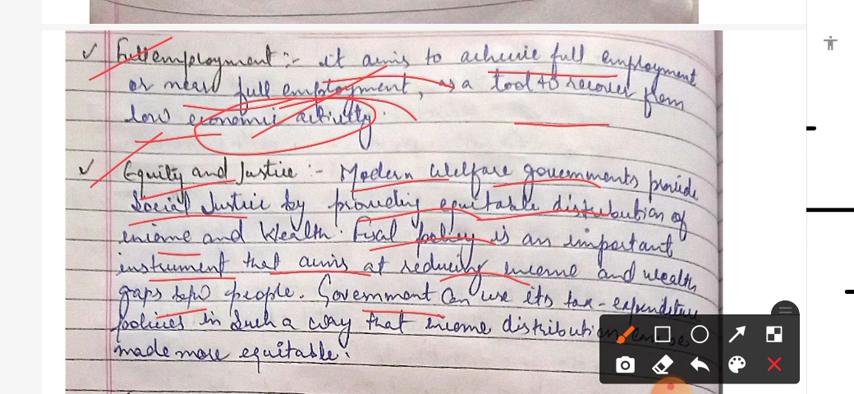 Full employment :- it aims to achieve full employment
or near full employment, as a tool to recover from
low economic activity.
Equity and Justice :- Modern Welfare governments provide
Social Justice by providing equitable distribution of
income and Wealth. Fiscal policy is an important
instrument that aims at reducing income and wealth
gaps b/w people. Government can use its tax-expenditure
policies in such a way that income distribution
made more equitable.